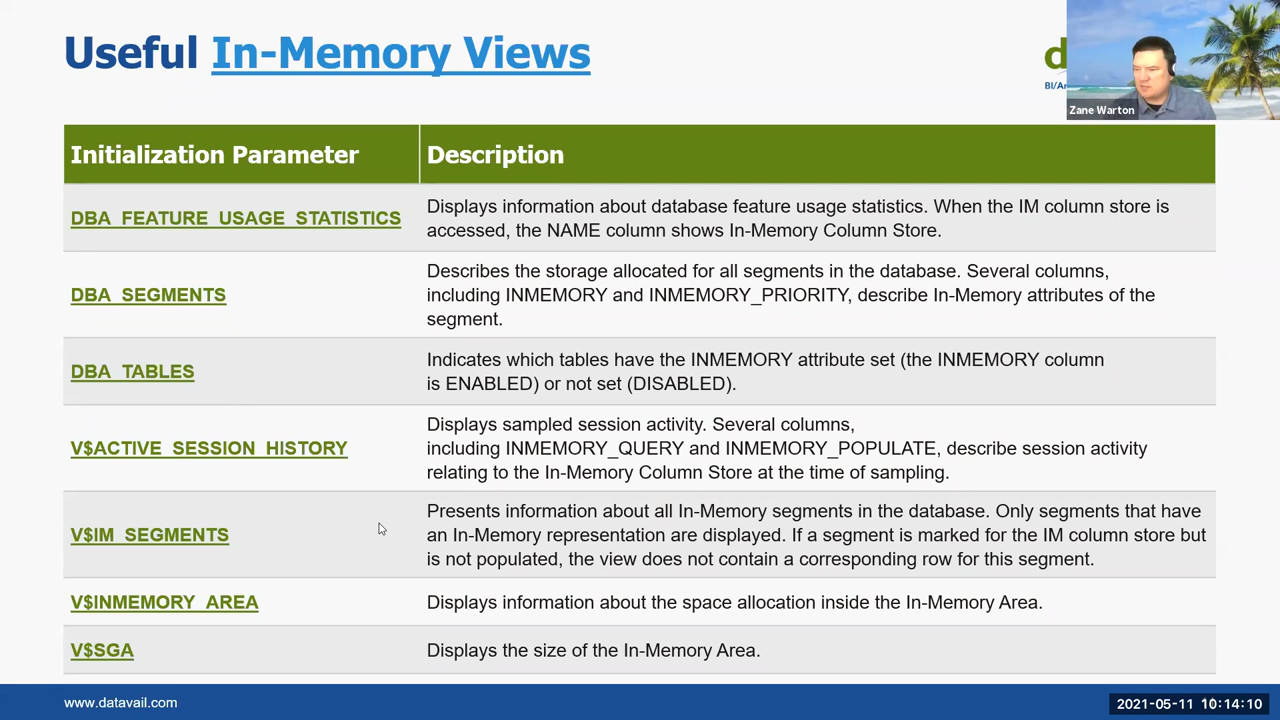 Useful In-Memory Views
d
BI/An
Zane Warton
Initialization Parameter
Description
DBA_FEATURE_USAGE_STATISTICS
Displays information about database feature usage statistics. When the IM column store is
accessed, the NAME column shows In-Memory Column Store.
DBA_SEGMENTS
Describes the storage allocated for all segments in the database. Several columns,
including INMEMORY and INMEMORY_PRIORITY, describe In-Memory attributes of the
segment.
DBA_TABLES
Indicates which tables have the INMEMORY attribute set (the INMEMORY column
is ENABLED) or not set (DISABLED).
V$ACTIVE_SESSION_HISTORY
Displays sampled session activity. Several columns,
including INMEMORY_QUERY and INMEMORY_POPULATE, describe session activity
relating to the In-Memory Column Store at the time of sampling.
V$IM_SEGMENTS
Presents information about all In-Memory segments in the database. Only segments that have
an In-Memory representation are displayed. If a segment is marked for the IM column store but
is not populated, the view does not contain a corresponding row for this segment.
V$INMEMORY_AREA
Displays information about the space allocation inside the In-Memory Area.
V$SGA
Displays the size of the In-Memory Area.
www.datavail.com
2021-05-11 10:14:10